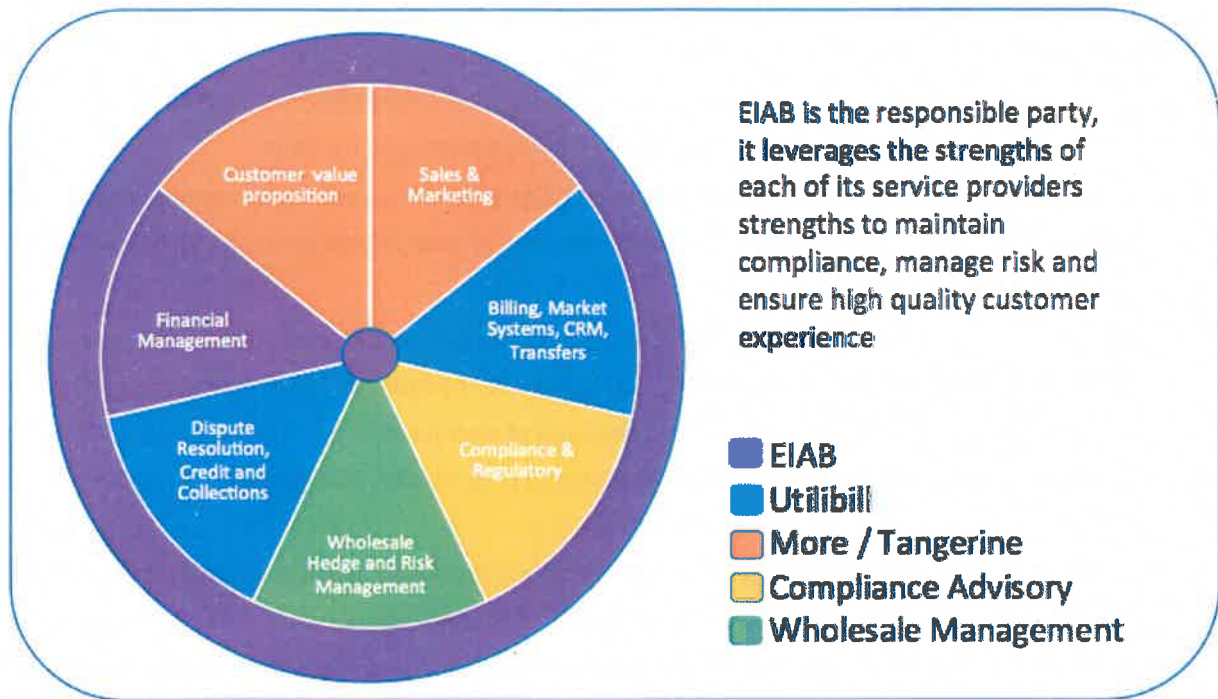 Customer value
proposition
Sales &
Marketing
Billing, Market
Systems, CRM,
Transfers
Compliance &
Regulatory
Wholesale
Hedge and Risk
Management
Dispute
Resolution,
Credit and
Collections
Financial
Management
EIAB is the responsible party,
it leverages the strengths of
each of its service providers
strengths to maintain
compliance, manage risk and
ensure high quality customer
experience
EIAB
Utilibill
More / Tangerine
Compliance Advisory
Wholesale Management